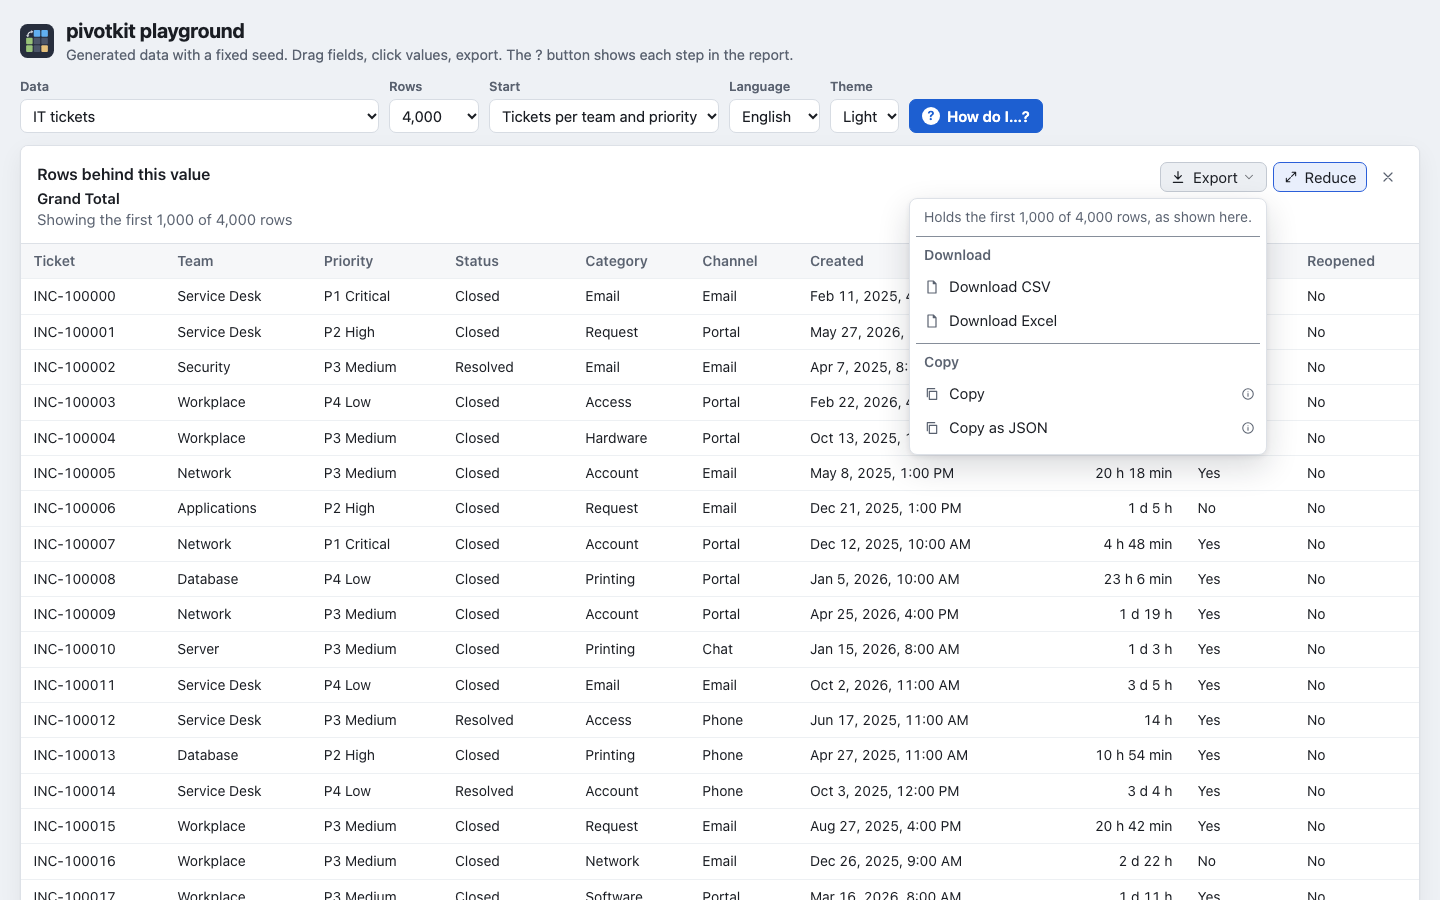 pivotkit playground
Generated data with a fixed seed. Drag fields, click values, export. The ? button shows each step in the report.
Data Rows Start Language Theme
IT tickets 4,000 Tickets per team and priority English Light ? How do I...?
Rows behind this value
Grand Total
Showing the first 1,000 of 4,000 rows
Export Reduce
Holds the first 1,000 of 4,000 rows, as shown here.
Download
Download CSV
Download Excel
Copy
Copy
Copy as JSON
Ticket Team Priority Status Category Channel Created Reopened
INC-100000 Service Desk P1 Critical Closed Email Email Feb 11, 2025, No
INC-100001 Service Desk P2 High Closed Request Portal May 27, 2026, No
INC-100002 Security P3 Medium Resolved Email Email Apr 7, 2025, 8: No
INC-100003 Workplace P4 Low Closed Access Portal Feb 22, 2026, No
INC-100004 Workplace P3 Medium Closed Hardware Portal Oct 13, 2025, No
INC-100005 Network P3 Medium Closed Account Email May 8, 2025, 1:00 PM 20 h 18 min Yes No
INC-100006 Applications P2 High Closed Request Email Dec 21, 2025, 1:00 PM 1 d 5 h No No
INC-100007 Network P1 Critical Closed Account Portal Dec 12, 2025, 10:00 AM 4 h 48 min Yes No
INC-100008 Database P4 Low Closed Printing Portal Jan 5, 2026, 10:00 AM 23 h 6 min Yes No
INC-100009 Network P3 Medium Closed Account Portal Apr 25, 2026, 4:00 PM 1 d 19 h Yes No
INC-100010 Server P3 Medium Closed Printing Chat Jan 15, 2026, 8:00 AM 1 d 3 h Yes No
INC-100011 Service Desk P4 Low Closed Email Email Oct 2, 2026, 11:00 AM 3 d 5 h Yes No
INC-100012 Service Desk P3 Medium Resolved Access Phone Jun 17, 2025, 11:00 AM 14 h Yes No
INC-100013 Database P2 High Closed Printing Phone Apr 27, 2025, 11:00 AM 10 h 54 min Yes No
INC-100014 Service Desk P4 Low Resolved Account Phone Oct 3, 2025, 12:00 PM 3 d 4 h Yes No
INC-100015 Workplace P3 Medium Closed Request Email Aug 27, 2025, 4:00 PM 20 h 42 min Yes No
INC-100016 Workplace P3 Medium Closed Network Email Dec 26, 2025, 9:00 AM 2 d 22 h No No
INC-100017 Workplace P3 Medium Closed Software Portal Mar 16, 2026, 8:00 AM 1 d 11 h Yes No